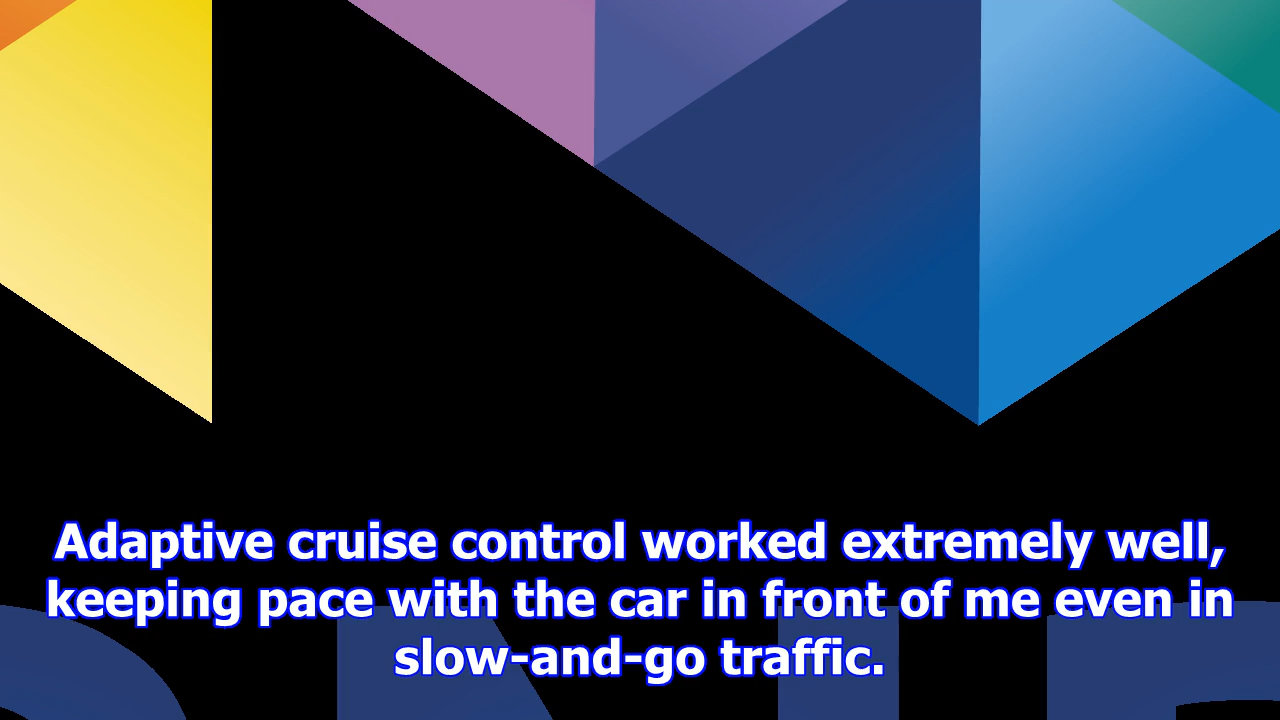 Adaptive cruise control worked extremely well,
keeping pace with the car in front of me even in
slow-and-go traffic.